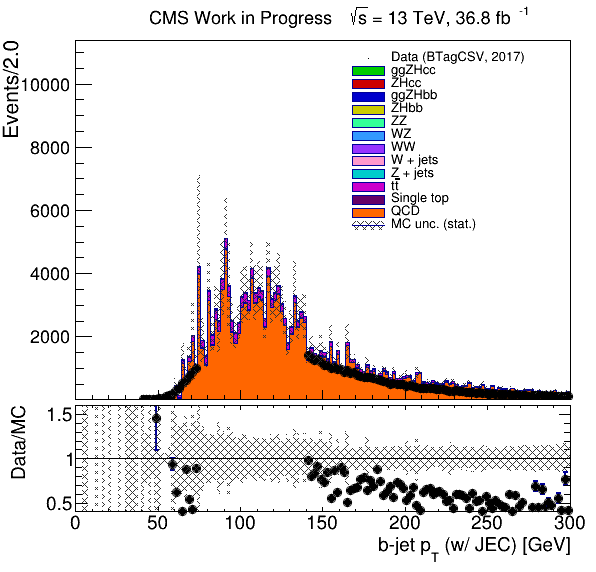 CMS Work in Progress √s = 13 TeV, 36.8 fb⁻¹
Events/2.0
10000
8000
6000
4000
2000
Data (BTagCSV, 2017)
ggZHcc
ZHcc
ggZHbb
ZHbb
ZZ
WZ
WW
W + jets
Z + jets
tt̄
Single top
QCD
MC unc. (stat.)
Data/MC
1.5
1
0.5
0 50 100 150 200 250 300
b-jet p_T (w/ JEC) [GeV]